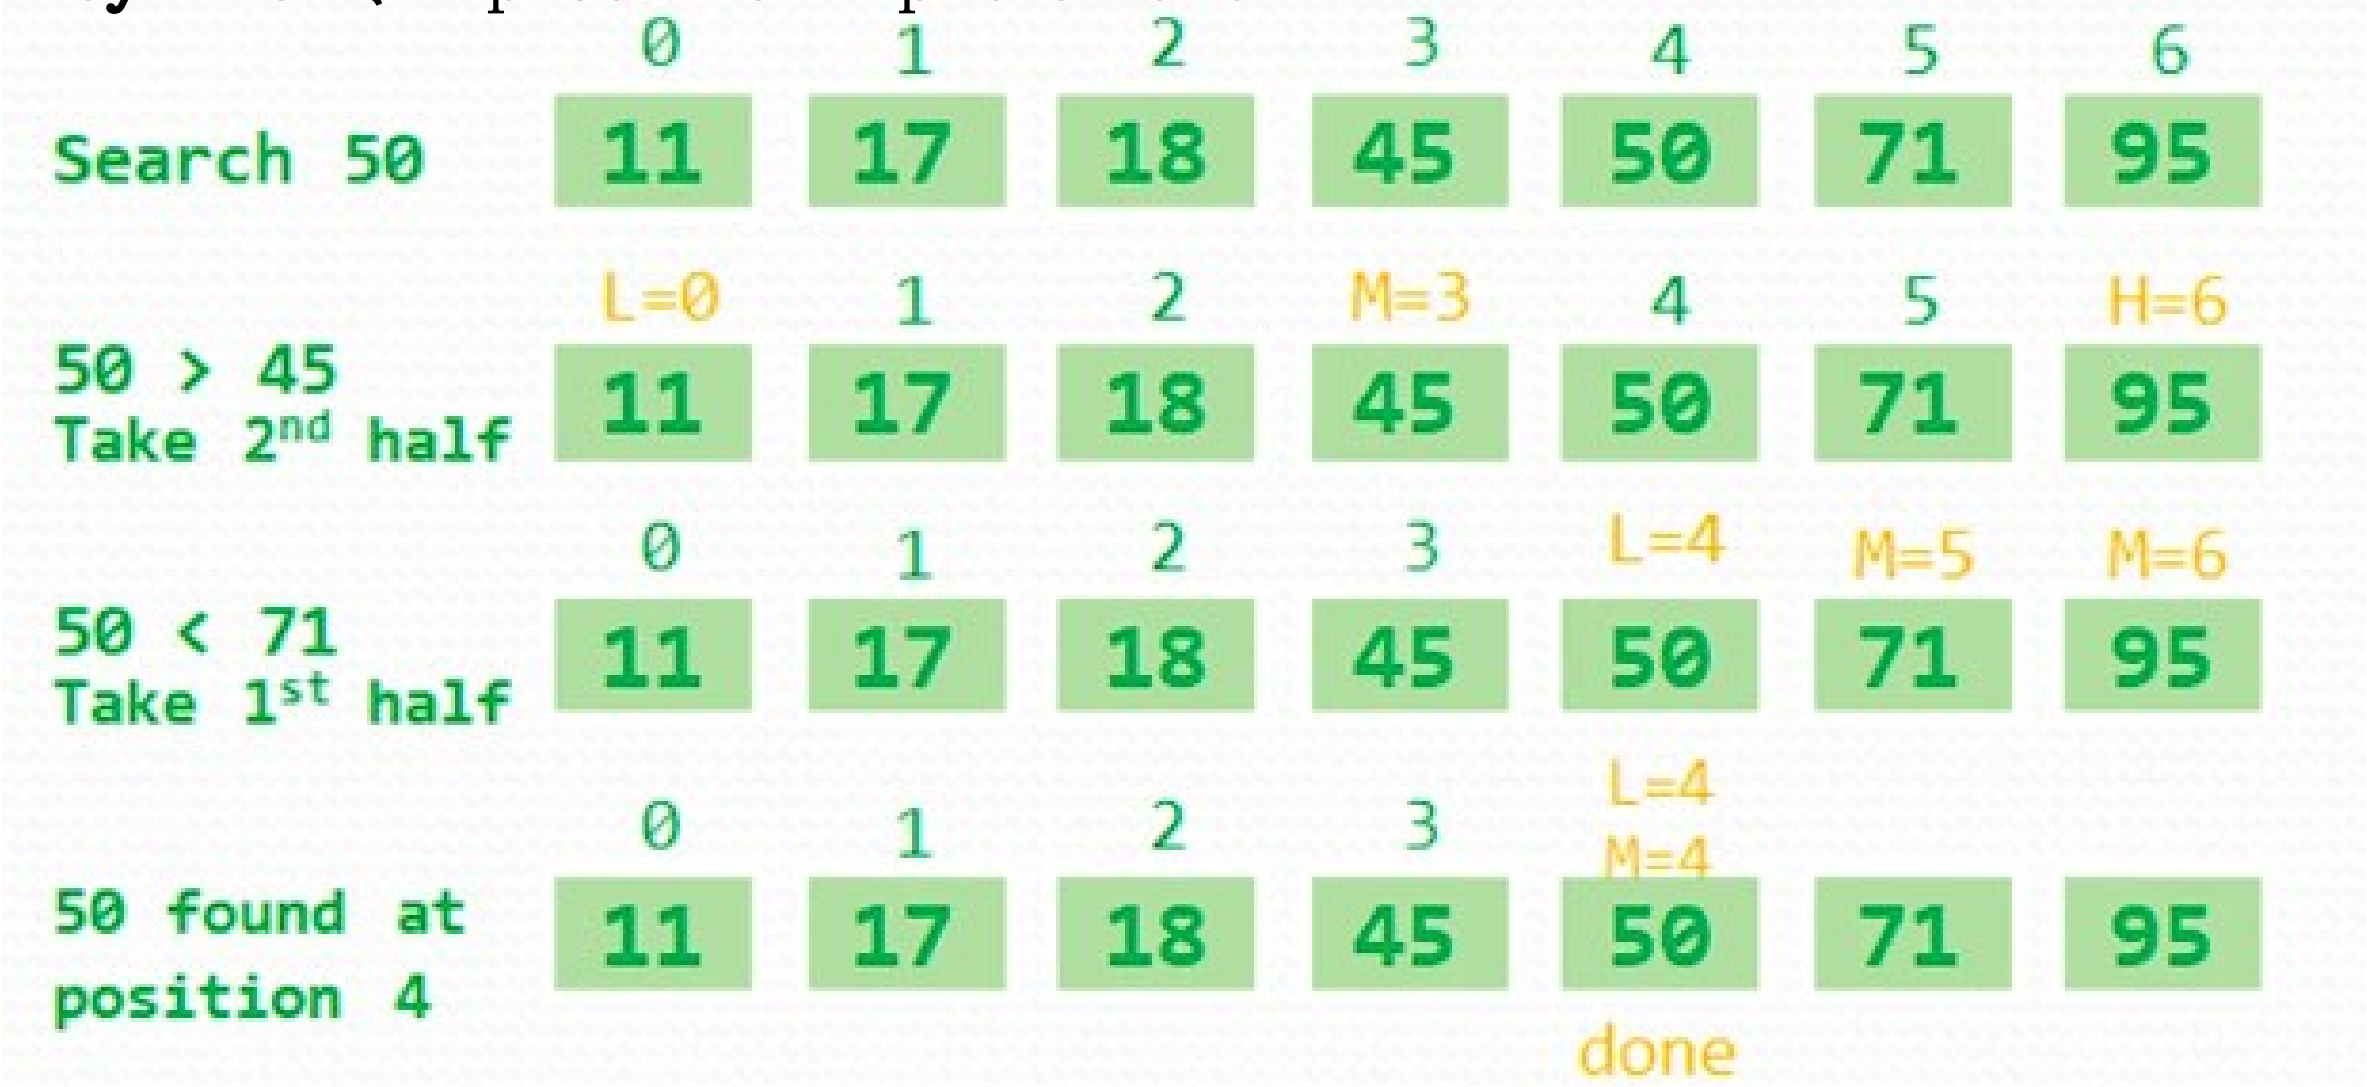 0 1 2 3 4 5 6
Search 50 11 17 18 45 50 71 95
L=0 1 2 M=3 4 5 H=6
50 > 45
Take 2nd half 11 17 18 45 50 71 95
0 1 2 3 L=4 M=5 M=6
50 < 71
Take 1st half 11 17 18 45 50 71 95
L=4
0 1 2 3
M=4
50 found at 11 17 18 45 50 71 95
position 4
done